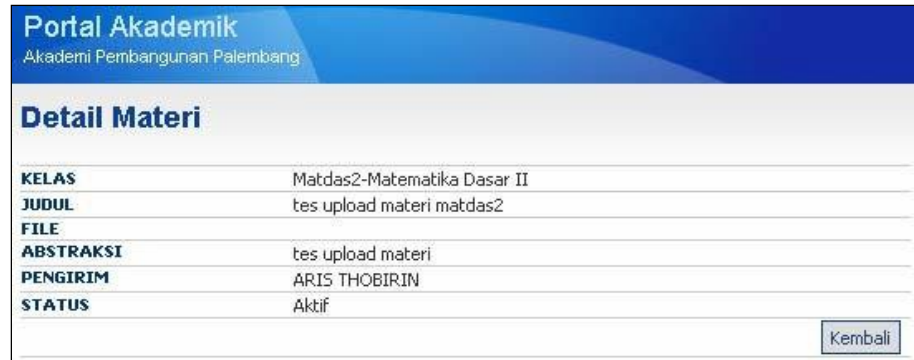 Portal Akademik
Akademi Pembangunan Palembang
Detail Materi
KELAS Matdas2-Matematika Dasar II
JUDUL tes upload materi matdas2
FILE
ABSTRAKSI tes upload materi
PENGIRIM ARIS THOBIRIN
STATUS Aktif
Kembali